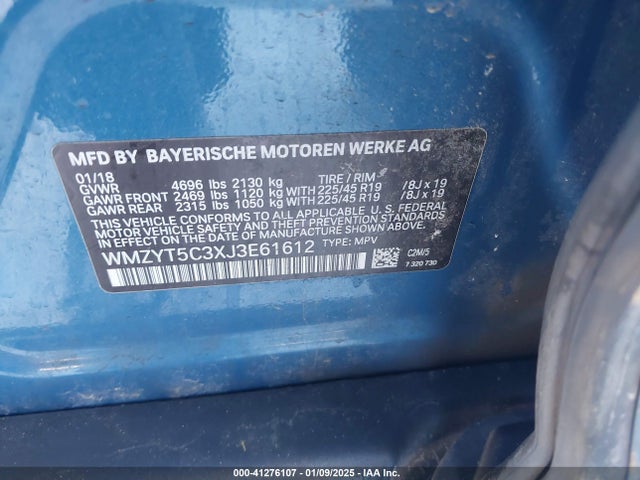 MFD BY BAYERISCHE MOTOREN WERKE AG
01/18 TIRE / RIM
GVWR 4696 lbs 2130 kg
GAWR FRONT 2469 lbs 1120 kg WITH 225/45 R19 /8J x 19
GAWR REAR 2315 lbs 1050 kg WITH 225/45 R19 /8J x 19
THIS VEHICLE CONFORMS TO ALL APPLICABLE U.S. FEDERAL
MOTOR VEHICLE SAFETY, BUMPER, AND THEFT PREVENTION
STANDARDS IN EFFECT ON THE DATE OF MANUFACTURE SHOWN ABOVE.
WMZYT5C3XJ3E61612 TYPE: MPV
C2M/5
7 320 730
000-41276107 - 01/09/2025 - IAA Inc.